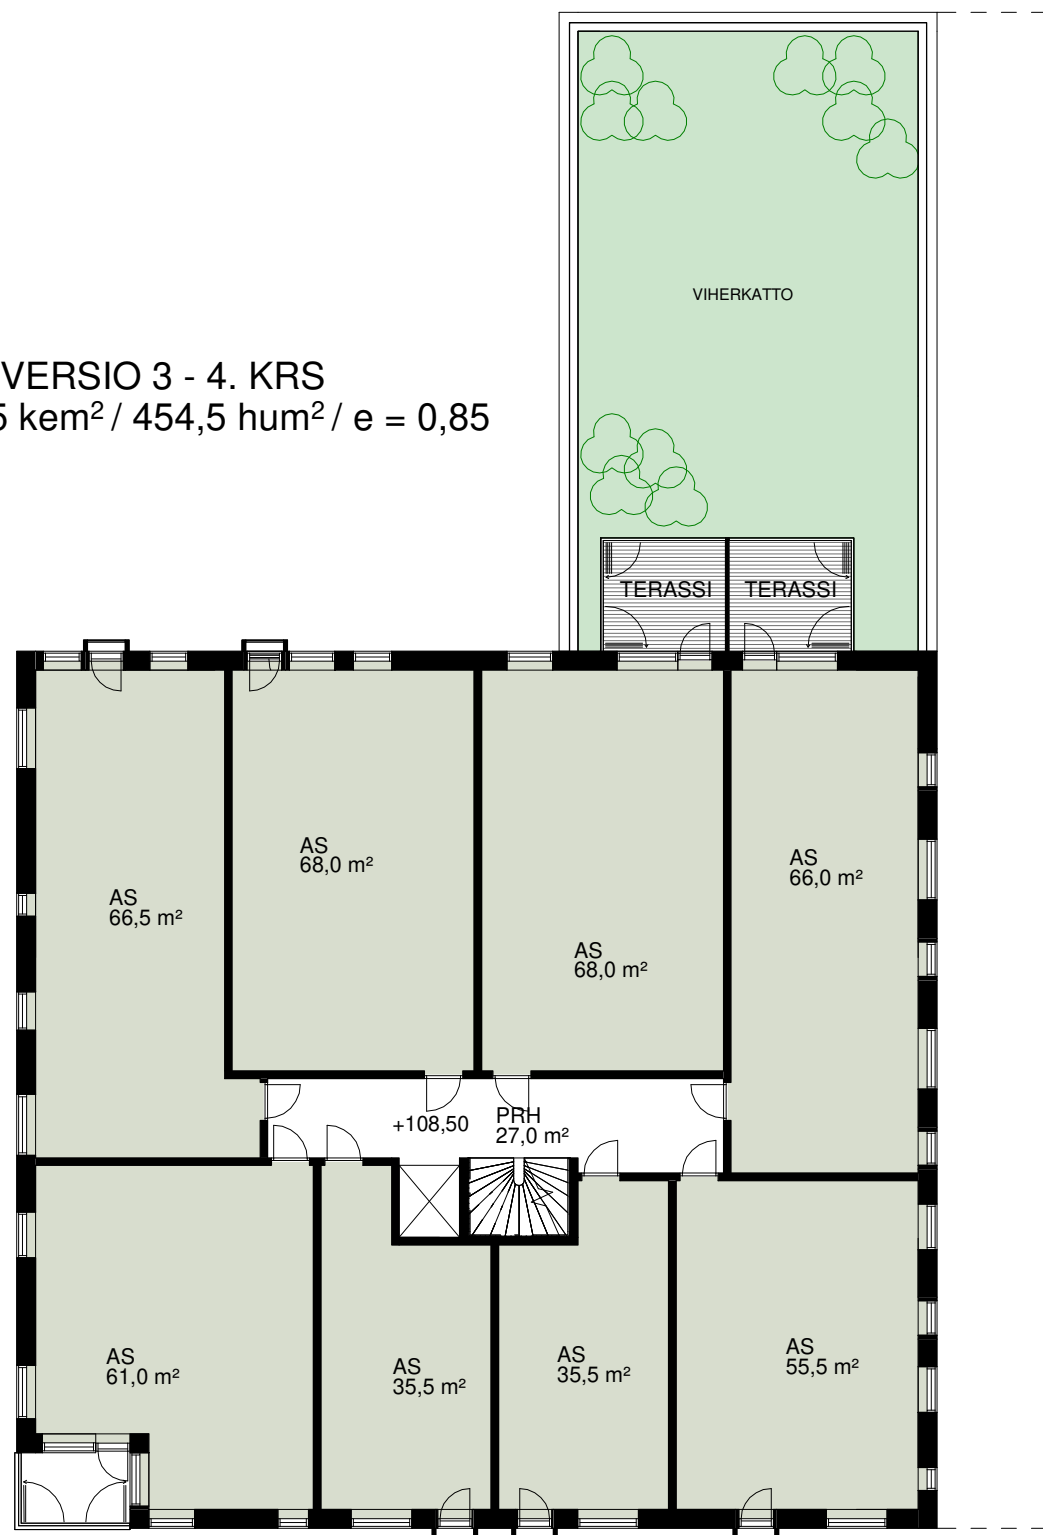 VIHERKATTO
VERSIO 3 - 4. KRS
5 kem² / 454,5 hum² / e = 0,85
TERASSI
TERASSI
AS
68,0 m²
AS
66,0 m²
AS
66,5 m²
AS
68,0 m²
+108,50
PRH
27,0 m²
AS
61,0 m²
AS
35,5 m²
AS
35,5 m²
AS
55,5 m²